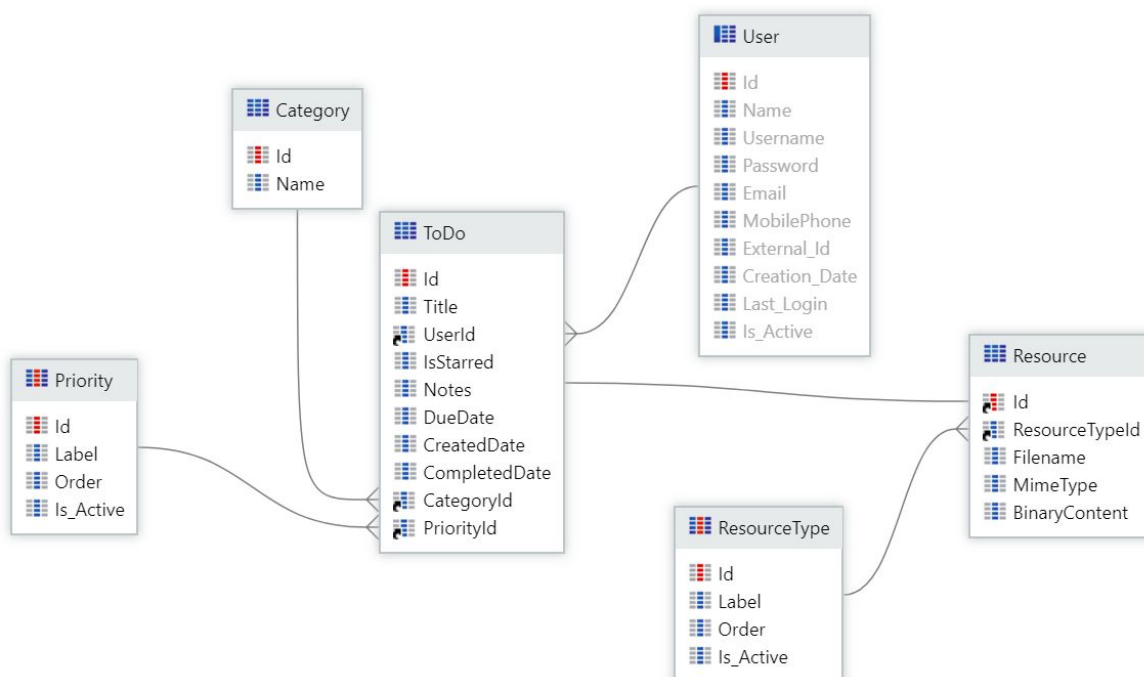 User
Id
Name
Username
Password
Email
MobilePhone
External_Id
Creation_Date
Last_Login
Is_Active
Category
Id
Name
ToDo
Id
Title
UserId
IsStarred
Notes
DueDate
CreatedDate
CompletedDate
CategoryId
PriorityId
Priority
Id
Label
Order
Is_Active
Resource
Id
ResourceTypeId
Filename
MimeType
BinaryContent
ResourceType
Id
Label
Order
Is_Active